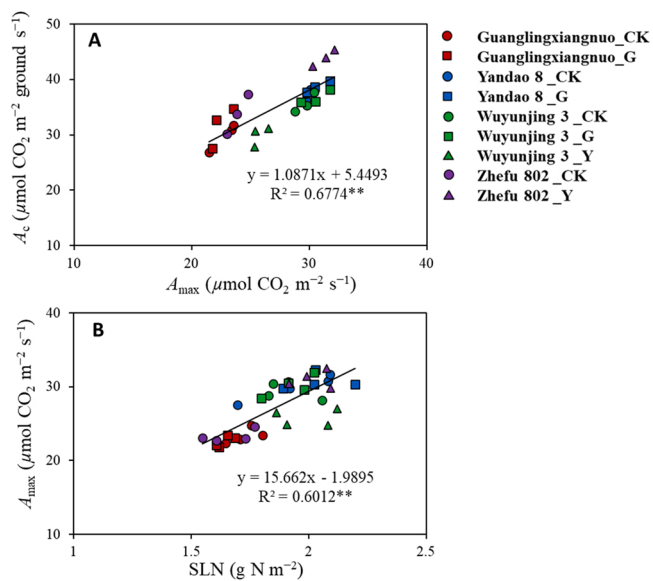 50
A
40
30
20
10
y = 1.0871x + 5.4493
R² = 0.6774**
10 20 30 40
Ac (µmol CO2 m−2 ground s−1)
Amax (µmol CO2 m−2 s−1)
Guanglingxiangnuo_CK
Guanglingxiangnuo_G
Yandao 8 _CK
Yandao 8 _G
Wuyunjing 3 _CK
Wuyunjing 3 _G
Wuyunjing 3 _Y
Zhefu 802 _CK
Zhefu 802 _Y
40
B
30
20
10
y = 15.662x - 1.9895
R² = 0.6012**
1 1.5 2 2.5
Amax (µmol CO2 m−2 s−1)
SLN (g N m−2)